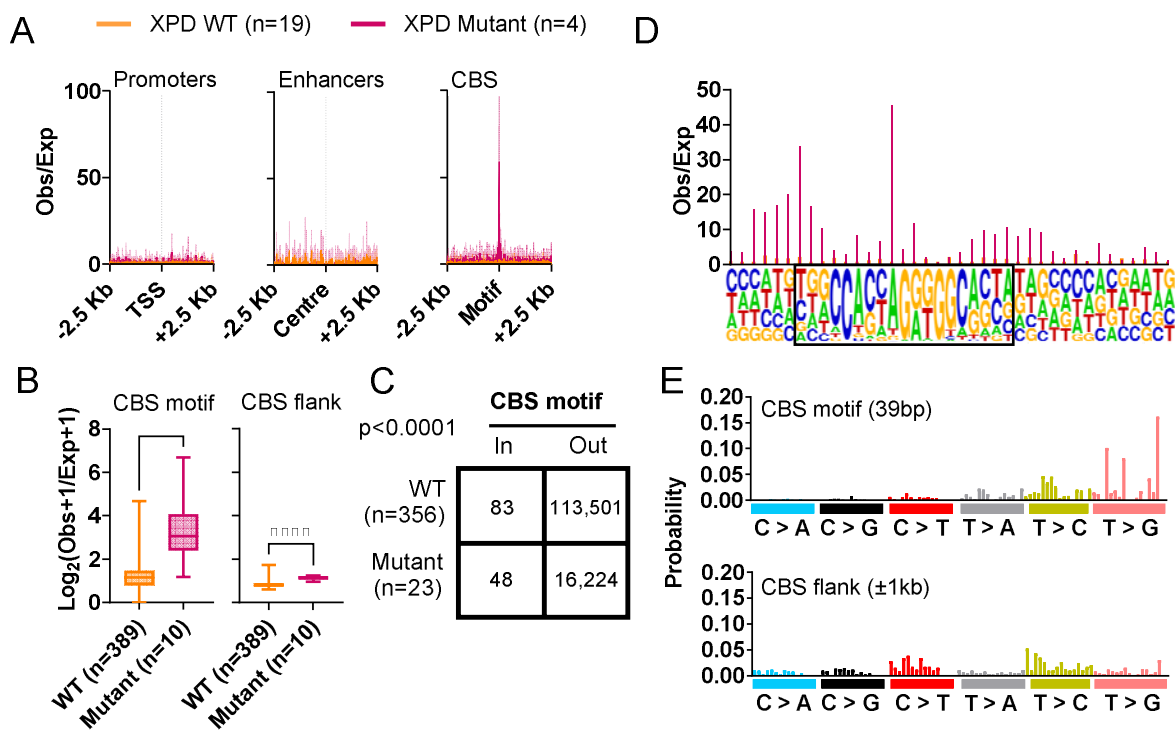 XPD WT (n=19) XPD Mutant (n=4)
A
Promoters Enhancers CBS
Obs/Exp
100
50
0
-2.5 Kb TSS +2.5 Kb
-2.5 Kb Centre +2.5 Kb
-2.5 Kb Motif +2.5 Kb
B
CBS motif CBS flank
Log2(Obs+1/Exp+1)
8
6
4
2
0
WT (n=389)
Mutant (n=10)
WT (n=389)
Mutant (n=10)
C
CBS motif
p<0.0001
In Out
WT
(n=356)
83 113,501
Mutant
(n=23)
48 16,224
D
Obs/Exp
50
40
30
20
10
0
E
Probability
CBS motif (39bp)
0.20
0.15
0.10
0.05
0.00
C > A C > G C > T T > A T > C T > G
CBS flank (±1kb)
0.20
0.15
0.10
0.05
0.00
C > A C > G C > T T > A T > C T > G